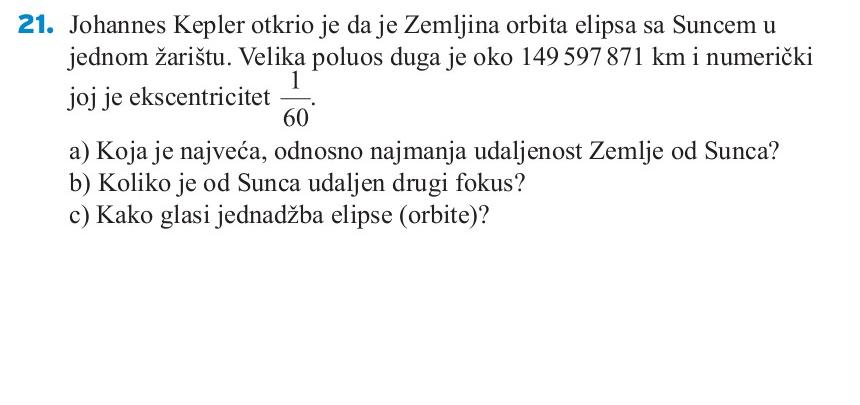 21. Johannes Kepler otkrio je da je Zemljina orbita elipsa sa Suncem u
jednom žarištu. Velika poluos duga je oko 149 597 871 km i numerički
joj je ekscentricitet 1/60.
a) Koja je najveća, odnosno najmanja udaljenost Zemlje od Sunca?
b) Koliko je od Sunca udaljen drugi fokus?
c) Kako glasi jednadžba elipse (orbite)?